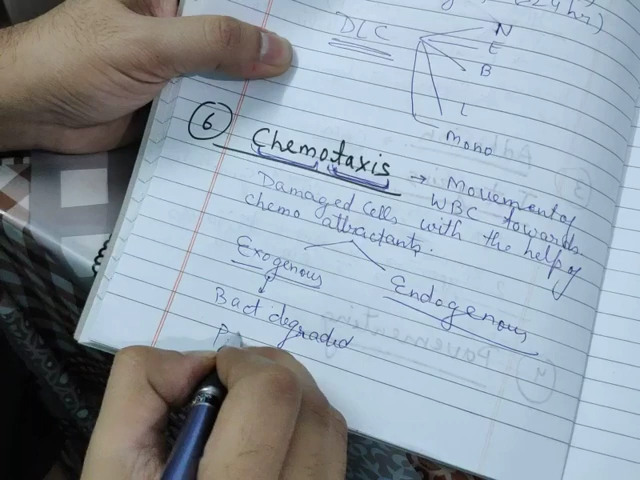 24hr)
DLC
N
E
B
L
Mono
6 Chemotaxis → Movement of
WBC towards
Damaged Cells with the help of
chemo attractants.
Exogenous
Endogenous
Bact degraded
P